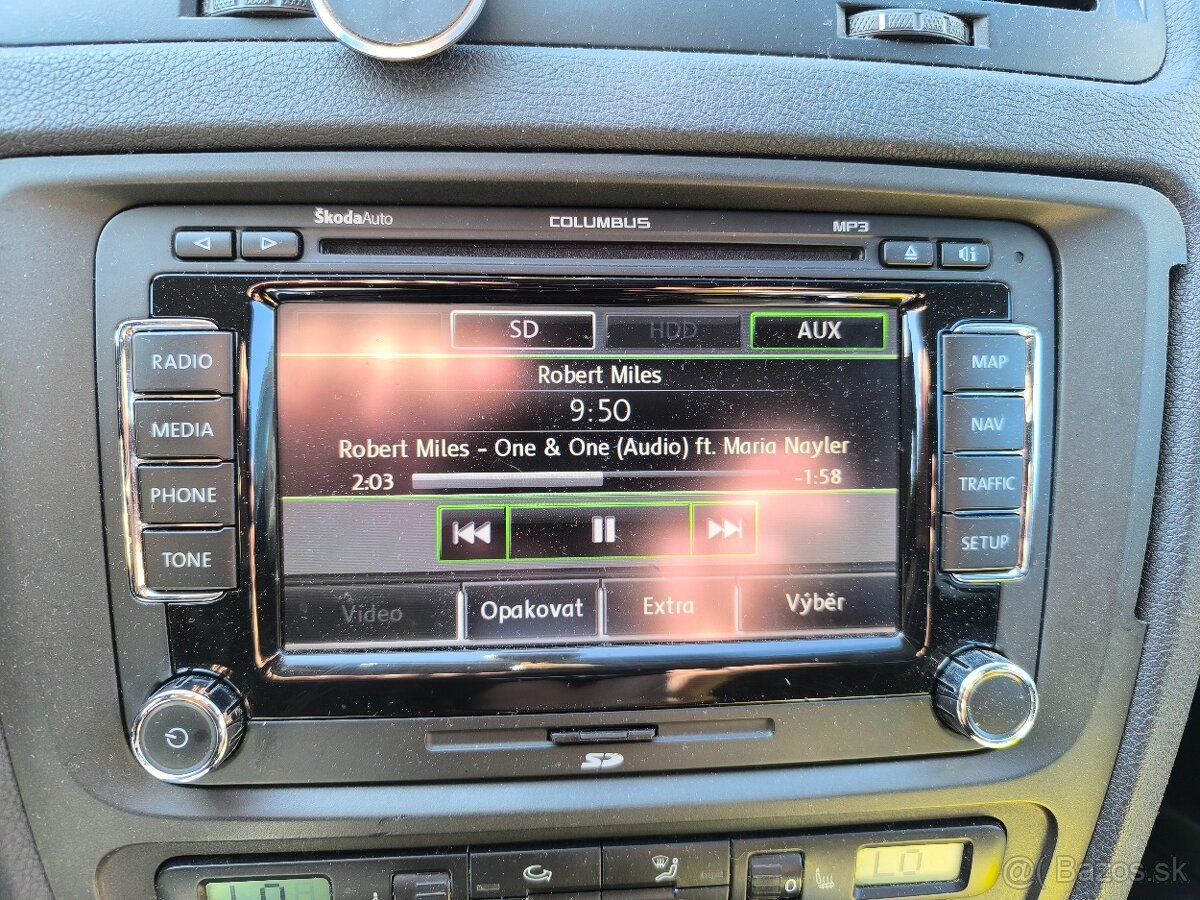 ŠkodaAuto COLUMBUS MP3
RADIO
MEDIA
PHONE
TONE
SD HDD AUX
Robert Miles
9:50
Robert Miles - One & One (Audio) ft. Maria Nayler
2:03 -1:58
Video Opakovat Extra Výběr
MAP
NAV
TRAFFIC
SETUP
SD
LO LO
Bazos.sk